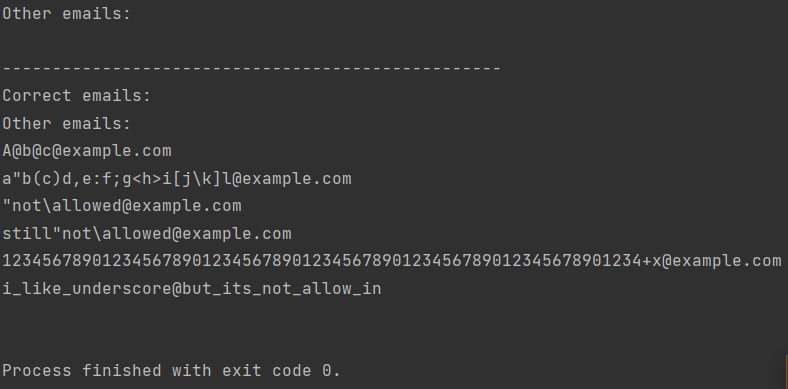 Other emails:
--------------------------------------------------
Correct emails:
Other emails:
A@b@c@example.com
a"b(c)d,e:f;g<h>i[j\k]l@example.com
"not\allowed@example.com
still"not\allowed@example.com
1234567890123456789012345678901234567890123456789012345678901234+x@example.com
i_like_underscore@but_its_not_allow_in
Process finished with exit code 0.